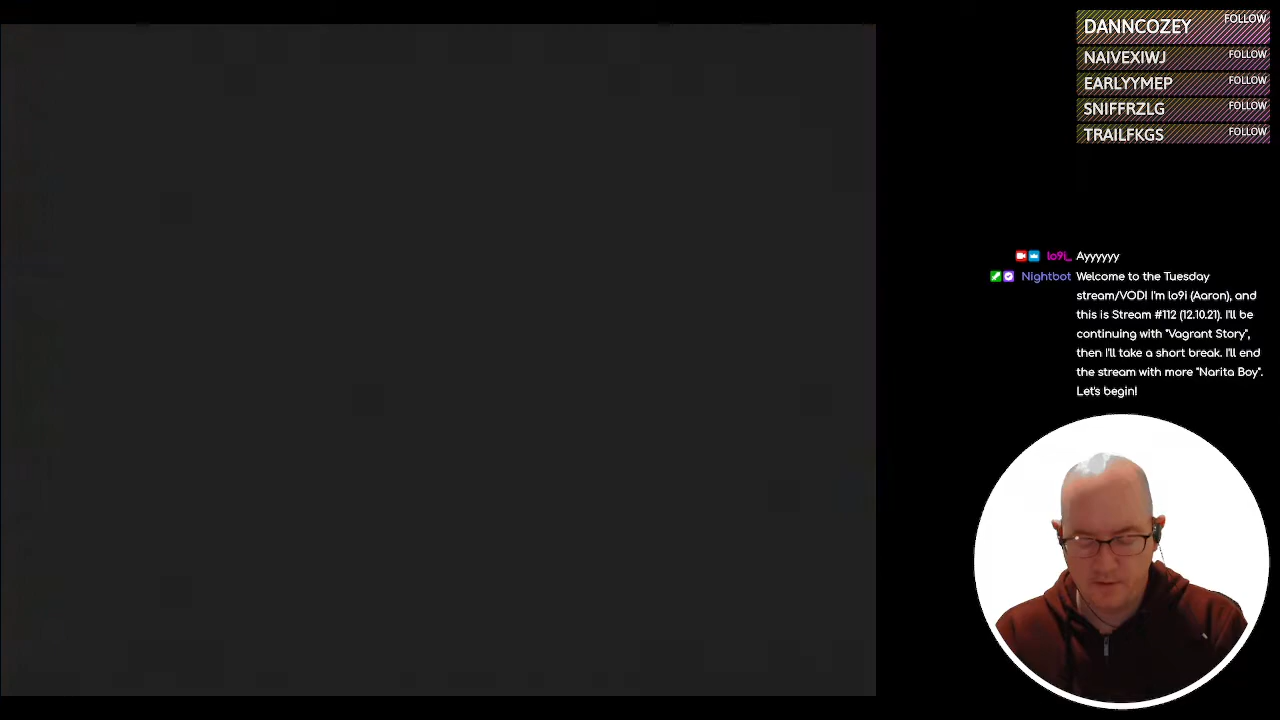 DANNCOZEY FOLLOW
NAIVEXIWJ FOLLOW
EARLYYMEP FOLLOW
SNIFFRZLG FOLLOW
TRAILFKGS FOLLOW
lo9i_ Ayyyyyy
Nightbot Welcome to the Tuesday
stream/VOD! I'm lo9i (Aaron), and
this is Stream #112 (12.10.21). I'll be
continuing with "Vagrant Story",
then I'll take a short break. I'll end
the stream with more "Narita Boy".
Let's begin!